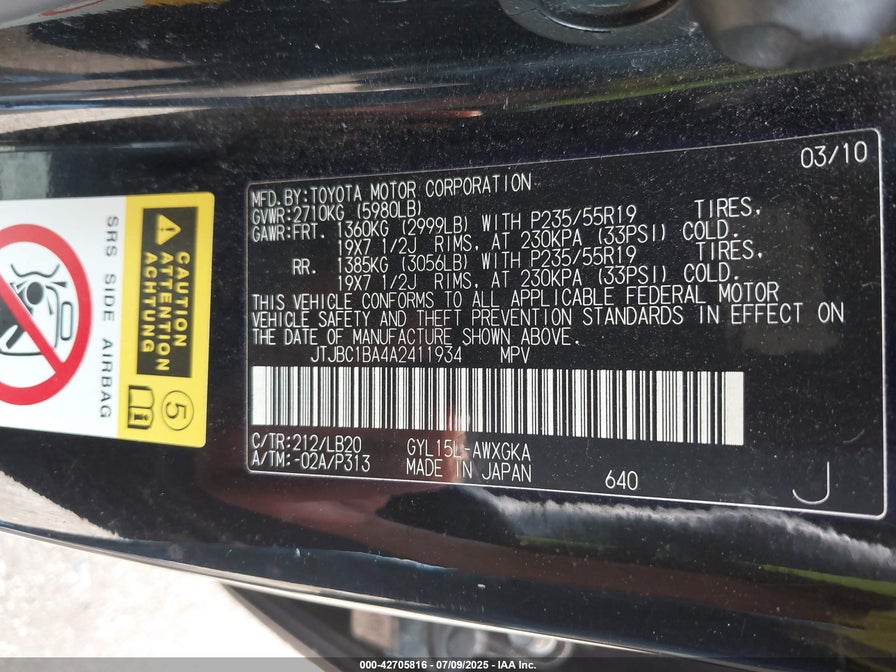 03/10
MFD.BY:TOYOTA MOTOR CORPORATION
GVWR:2710KG (5980LB)
GAWR:FRT. 1360KG (2999LB) WITH P235/55R19 TIRES,
19X7 1/2J RIMS, AT 230KPA (33PSI) COLD.
RR. 1385KG (3056LB) WITH P235/55R19 TIRES,
19X7 1/2J RIMS, AT 230KPA (33PSI) COLD.
THIS VEHICLE CONFORMS TO ALL APPLICABLE FEDERAL MOTOR
VEHICLE SAFETY AND THEFT PREVENTION STANDARDS IN EFFECT ON
THE DATE OF MANUFACTURE SHOWN ABOVE.
JTJBC1BA4A2411934 MPV
C/TR:212/LB20 GYL15L-AWXGKA
A/TM:-02A/P313 MADE IN JAPAN
640
J
CAUTION
ATTENTION
ACHTUNG
SRS SIDE AIRBAG
5
000-42705816 - 07/09/2025 - IAA Inc.